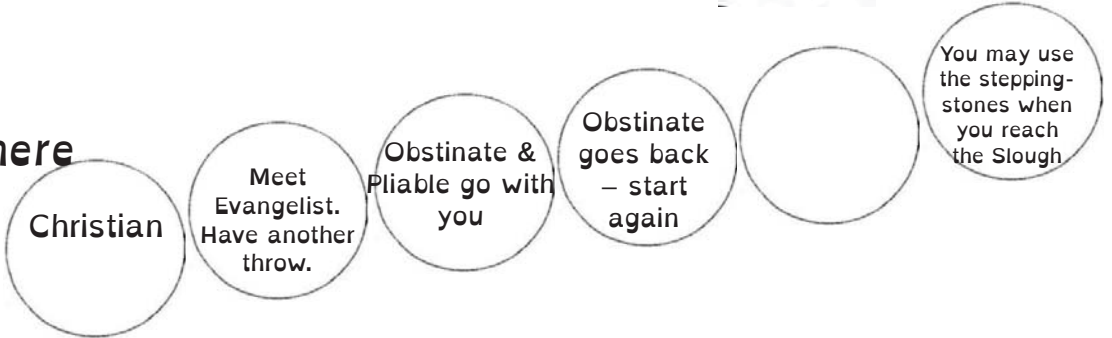 here
Christian
Meet
Evangelist.
Have another
throw.
Obstinate &
Pliable go with
you
Obstinate
goes back
– start
again
You may use
the stepping-
stones when
you reach
the Slough